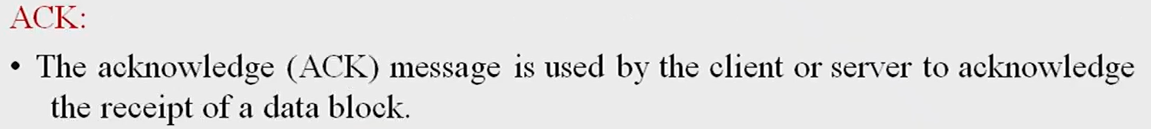 ACK:
• The acknowledge (ACK) message is used by the client or server to acknowledge
the receipt of a data block.